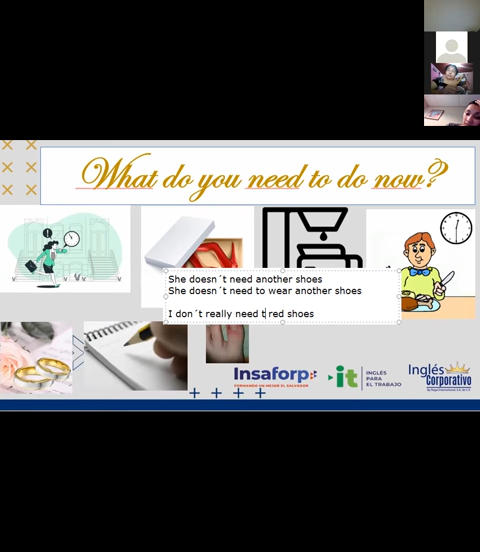 What do you need to do now?
She doesn´t need another shoes
She doesn´t need to wear another shoes
I don´t really need t red shoes
Insaforp
FORMANDO UN MEJOR EL SALVADOR
it
INGLÉS
PARA
EL TRABAJO
Inglés
Corporativo